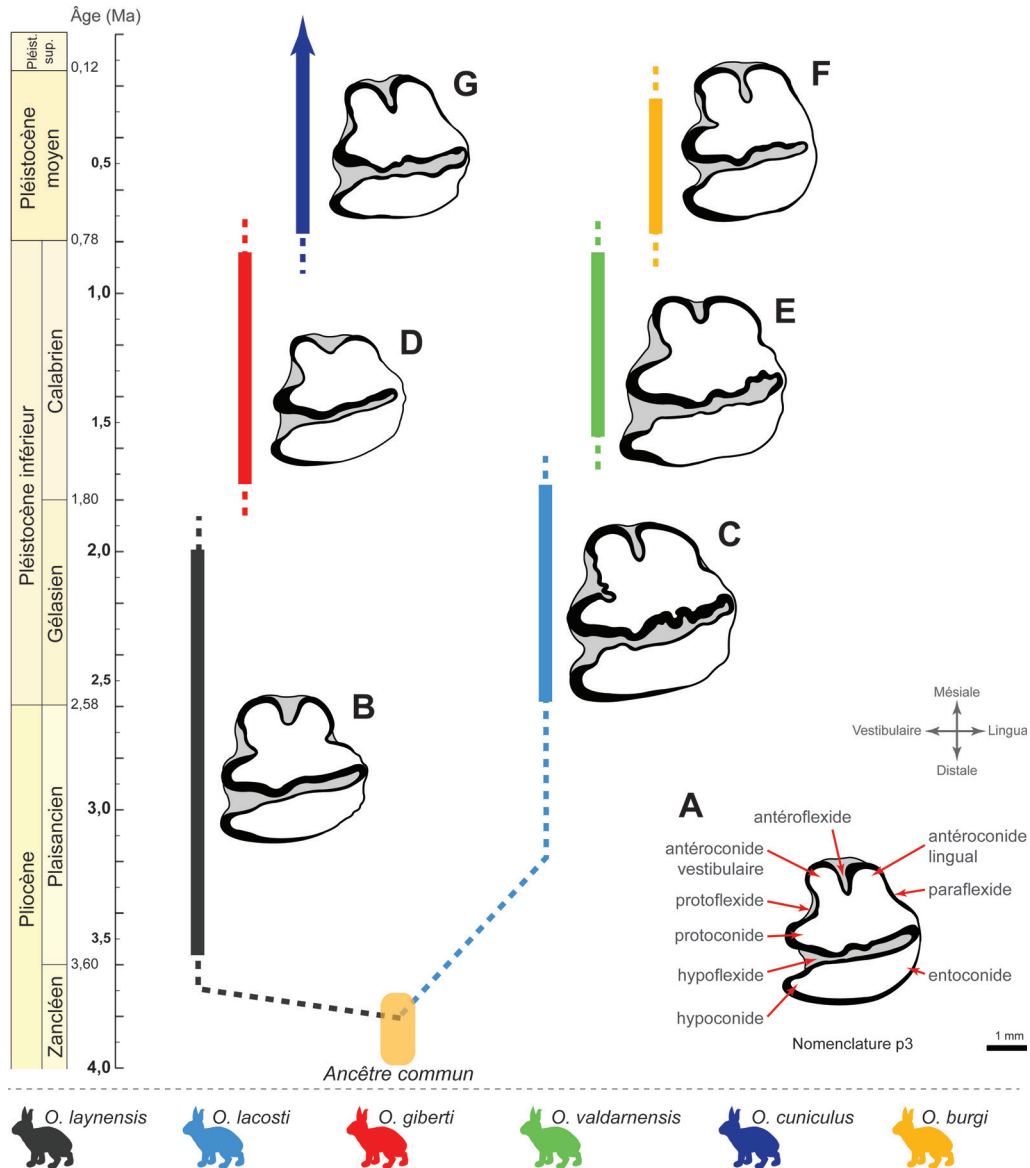 Âge (Ma)
Pléist.
sup.
0,12
Pléistocène
moyen
0,5
0,78
Pléistocène inférieur
Calabrien
1,0
1,5
1,80
Gélasien
2,0
2,5
2,58
Pliocène
Plaisancien
3,0
3,5
3,60
Zancléen
4,0
G
F
D
E
C
B
Mésiale
Vestibulaire
Lingual
Distale
A
antéroflexide
antéroconide
vestibulaire
antéroconide
lingual
protoflexide
paraflexide
protoconide
hypoflexide
entoconide
hypoconide
Nomenclature p3
1 mm
Ancêtre commun
O. laynensis
O. lacosti
O. giberti
O. valdarnensis
O. cuniculus
O. burgi